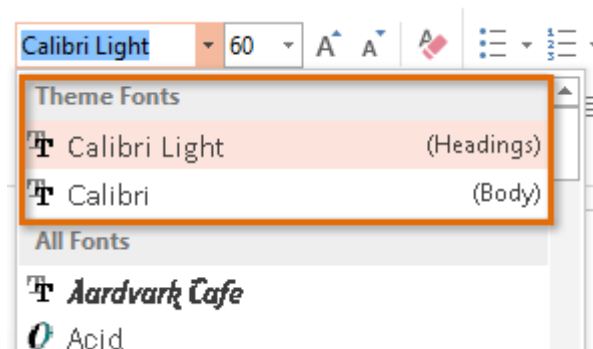 Calibri Light 60
Theme Fonts
Calibri Light (Headings)
Calibri (Body)
All Fonts
Aardvark Cafe
Acid